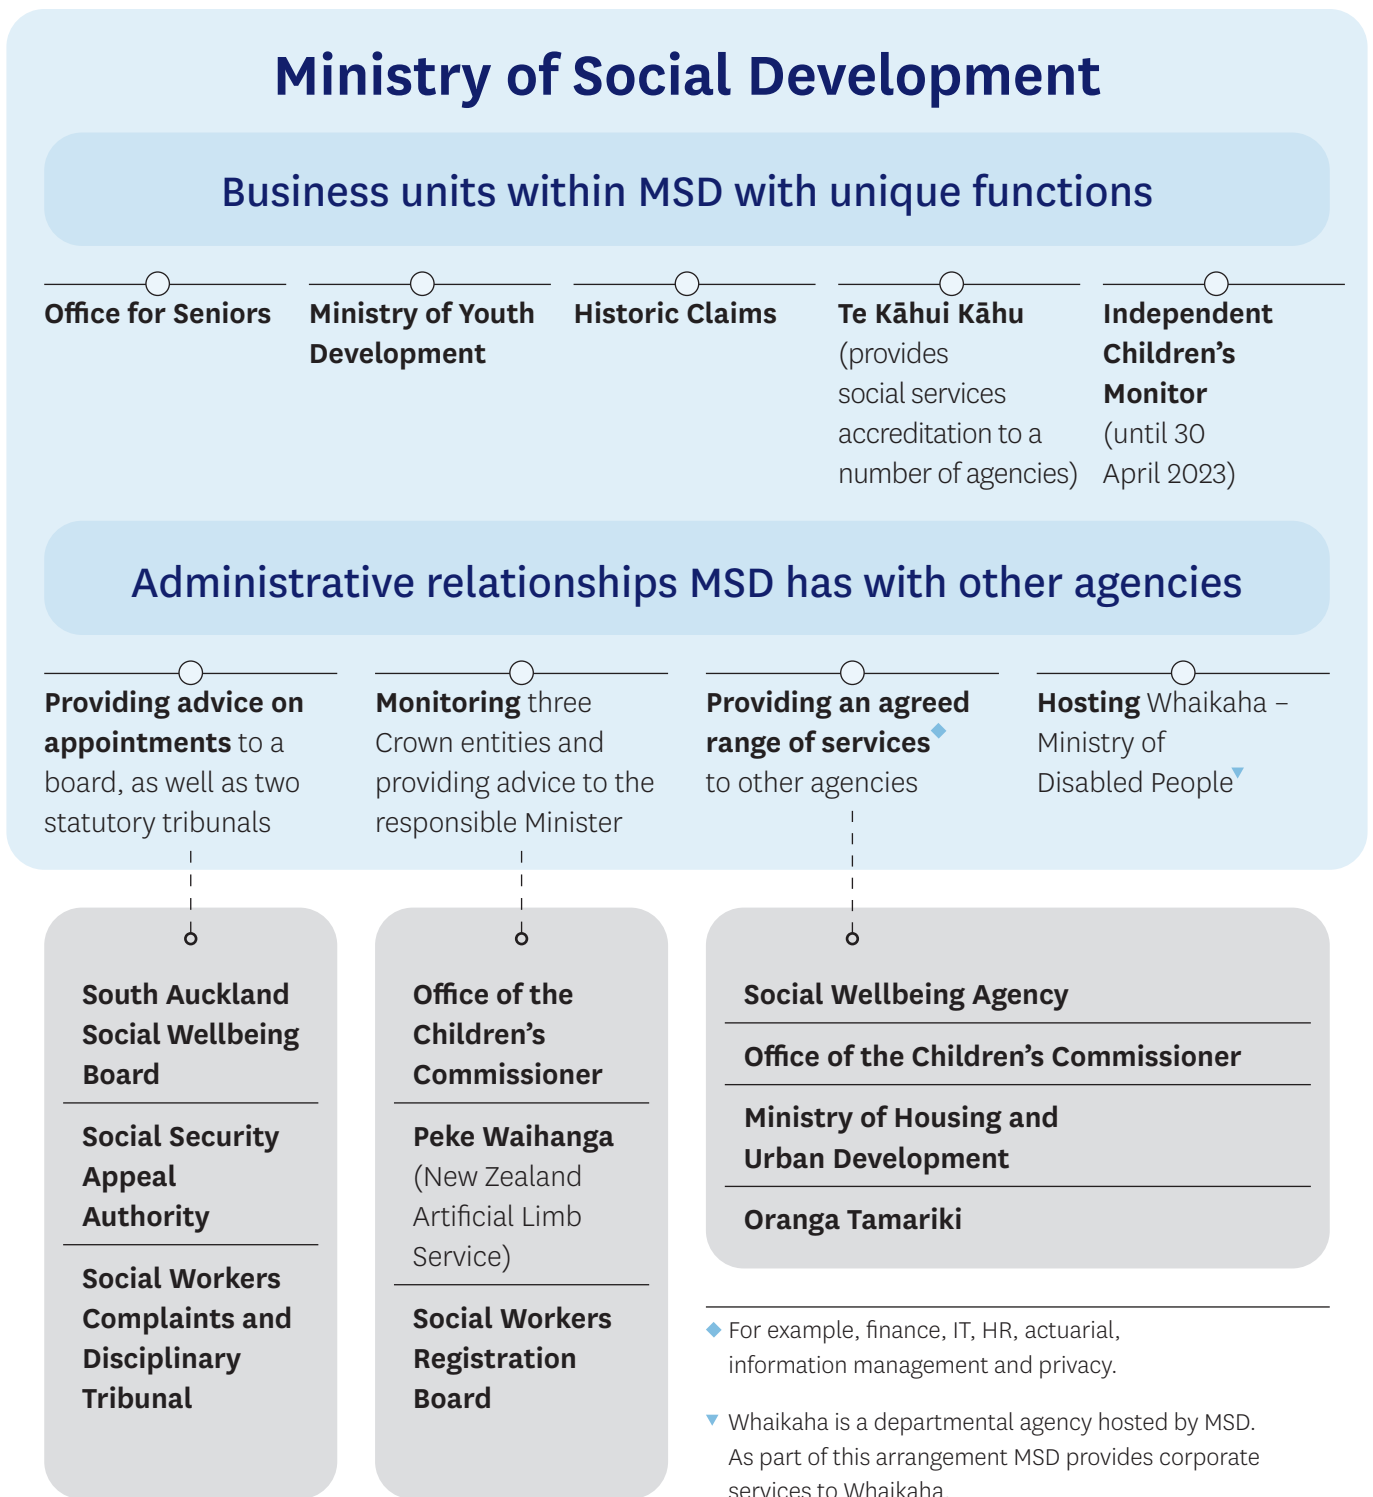 Ministry of Social Development
Business units within MSD with unique functions
Office for Seniors
Ministry of Youth
Development
Historic Claims
Te Kāhui Kāhu
(provides
social services
accreditation to a
number of agencies)
Independent
Children’s
Monitor
(until 30
April 2023)
Administrative relationships MSD has with other agencies
Providing advice on
appointments to a
board, as well as two
statutory tribunals
Monitoring three
Crown entities and
providing advice to the
responsible Minister
Providing an agreed
range of services◆
to other agencies
Hosting Whaikaha –
Ministry of
Disabled People▼
South Auckland
Social Wellbeing
Board
Social Security
Appeal
Authority
Social Workers
Complaints and
Disciplinary
Tribunal
Office of the
Children’s
Commissioner
Peke Waihanga
(New Zealand
Artificial Limb
Service)
Social Workers
Registration
Board
Social Wellbeing Agency
Office of the Children’s Commissioner
Ministry of Housing and
Urban Development
Oranga Tamariki
◆ For example, finance, IT, HR, actuarial,
information management and privacy.
▼ Whaikaha is a departmental agency hosted by MSD.
As part of this arrangement MSD provides corporate
services to Whaikaha.